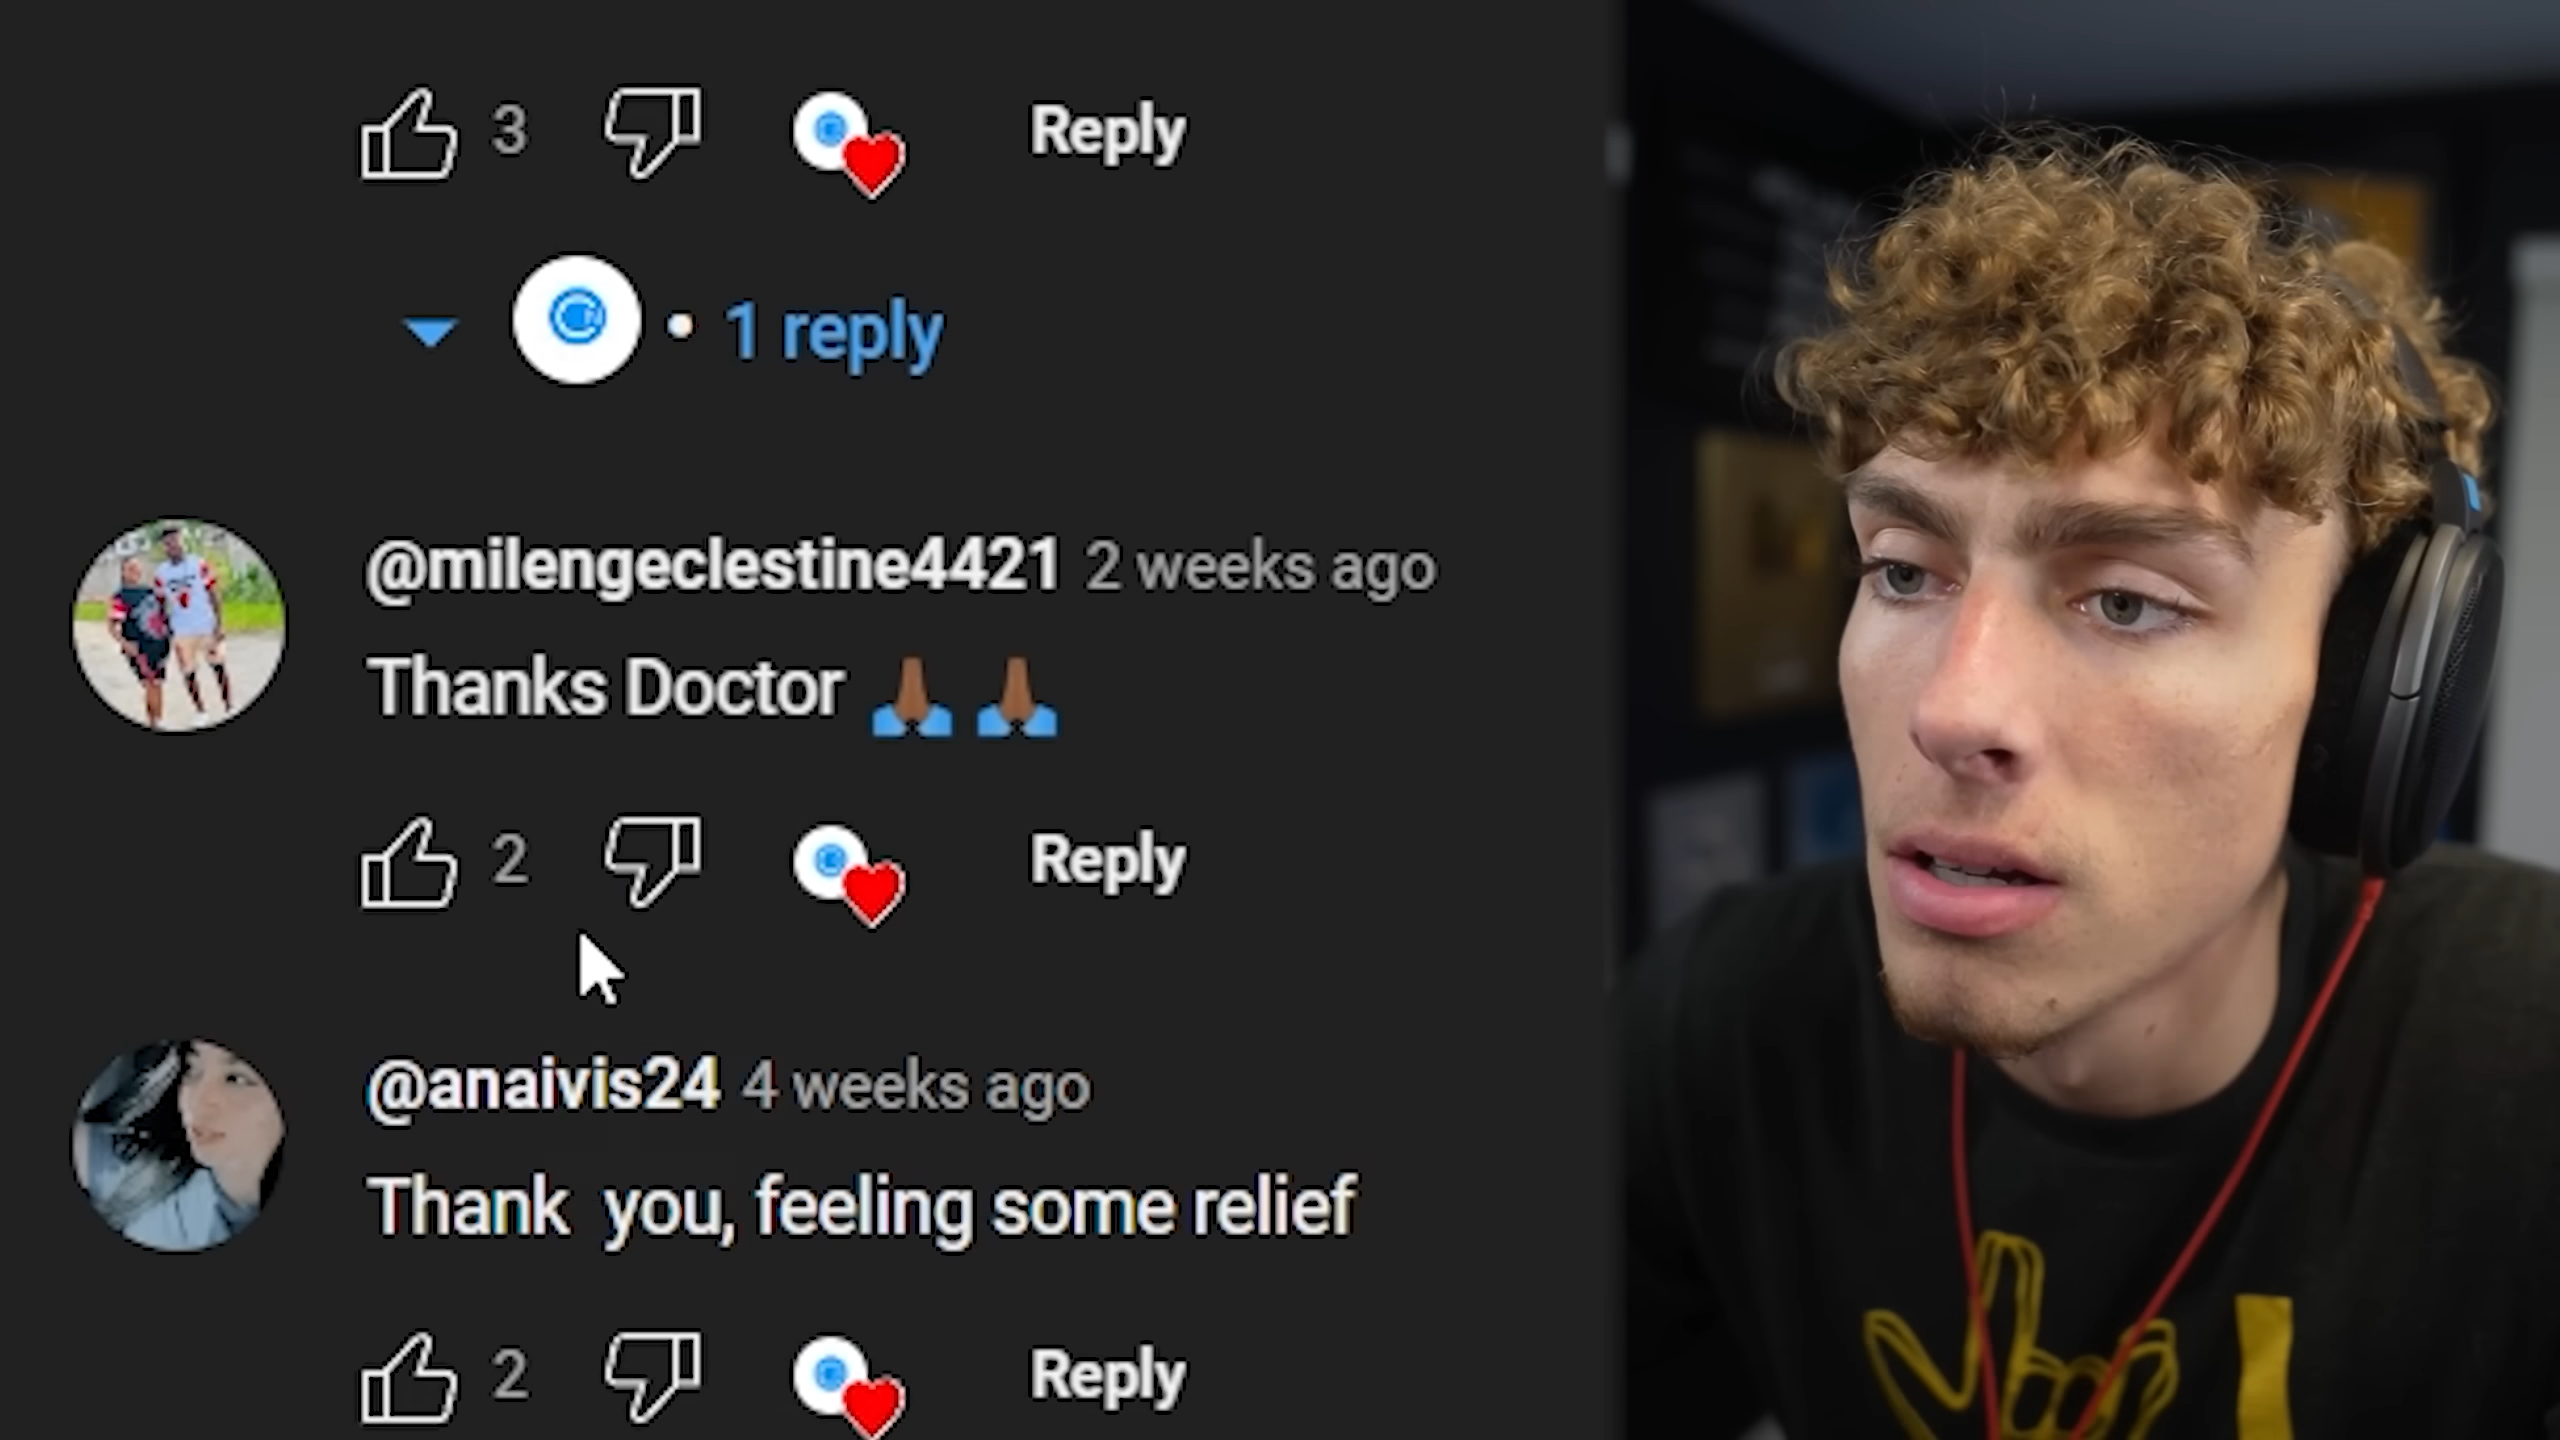 3 Reply
1 reply
@milengeclestine4421 2 weeks ago
Thanks Doctor 🙏🏾 🙏🏾
2 Reply
@anaivis24 4 weeks ago
Thank  you, feeling some relief
2 Reply